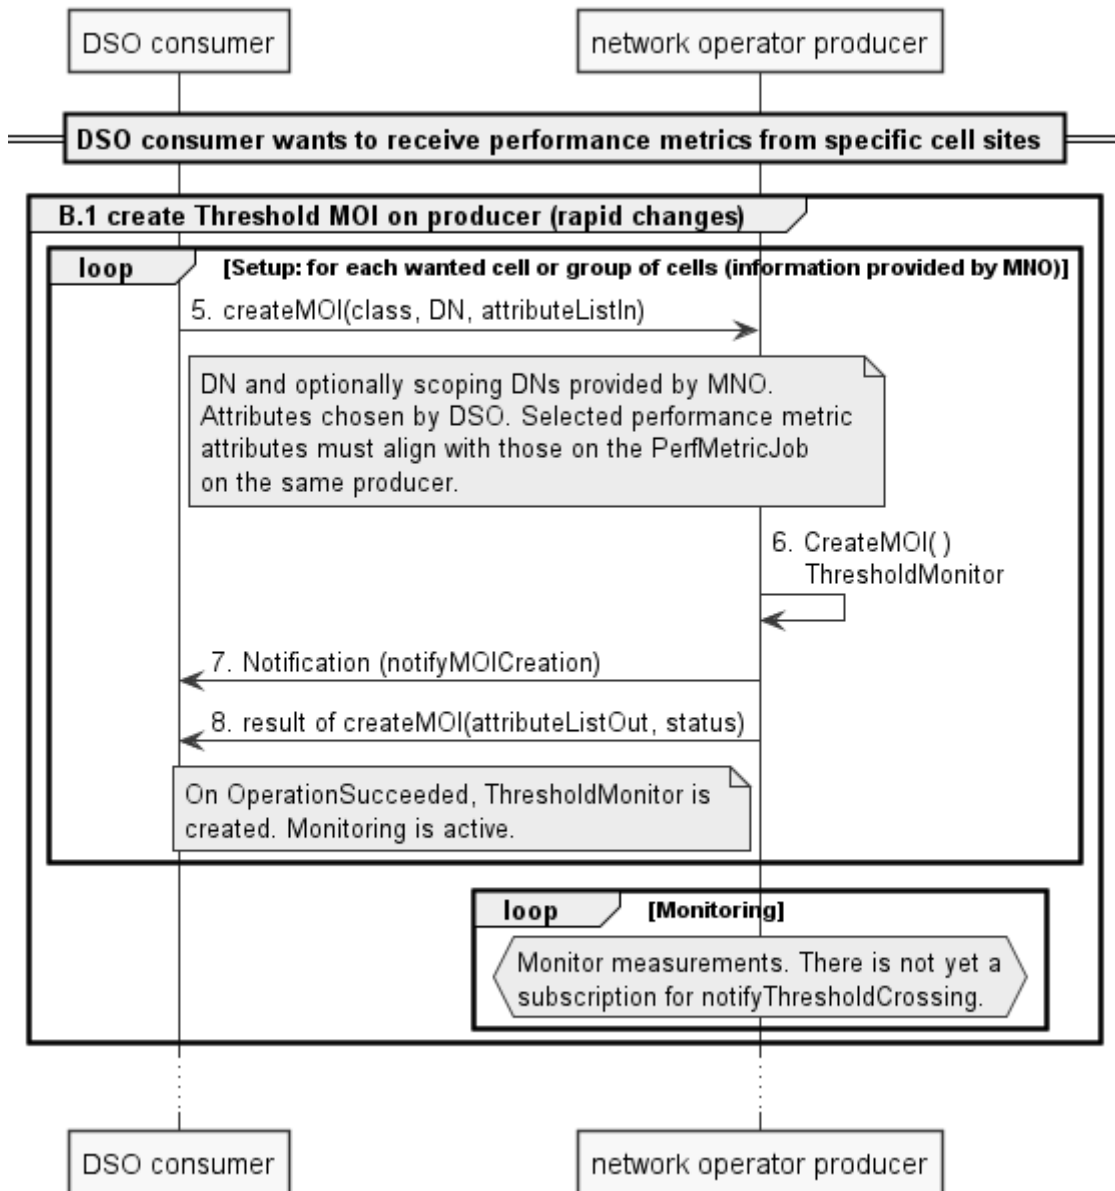 DSO consumer
network operator producer
DSO consumer wants to receive performance metrics from specific cell sites
B.1 create Threshold MOI on producer (rapid changes)
loop
[Setup: for each wanted cell or group of cells (information provided by MNO)]
5. createMOI(class, DN, attributeListIn)
DN and optionally scoping DNs provided by MNO.
Attributes chosen by DSO. Selected performance metric
attributes must align with those on the PerfMetricJob
on the same producer.
6. CreateMOI( )
ThresholdMonitor
7. Notification (notifyMOICreation)
8. result of createMOI(attributeListOut, status)
On OperationSucceeded, ThresholdMonitor is
created. Monitoring is active.
loop
[Monitoring]
Monitor measurements. There is not yet a
subscription for notifyThresholdCrossing.
DSO consumer
network operator producer